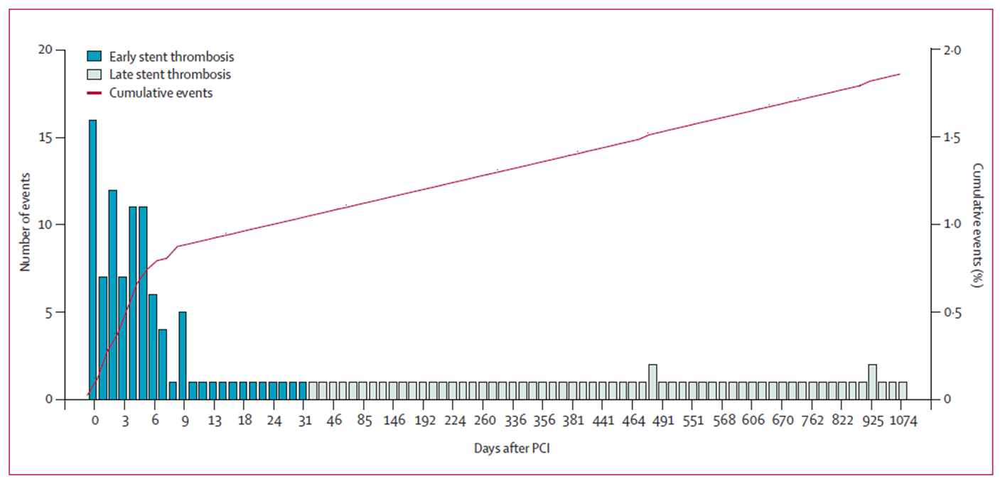 Early stent thrombosis
Late stent thrombosis
Cumulative events
20
15
10
5
0
Number of events
2·0
1·5
1·0
0·5
0
Cumulative events (%)
0 3 6 9 13 18 24 31 46 85 146 192 224 260 336 356 381 441 464 491 551 568 606 670 762 822 925 1074
Days after PCI